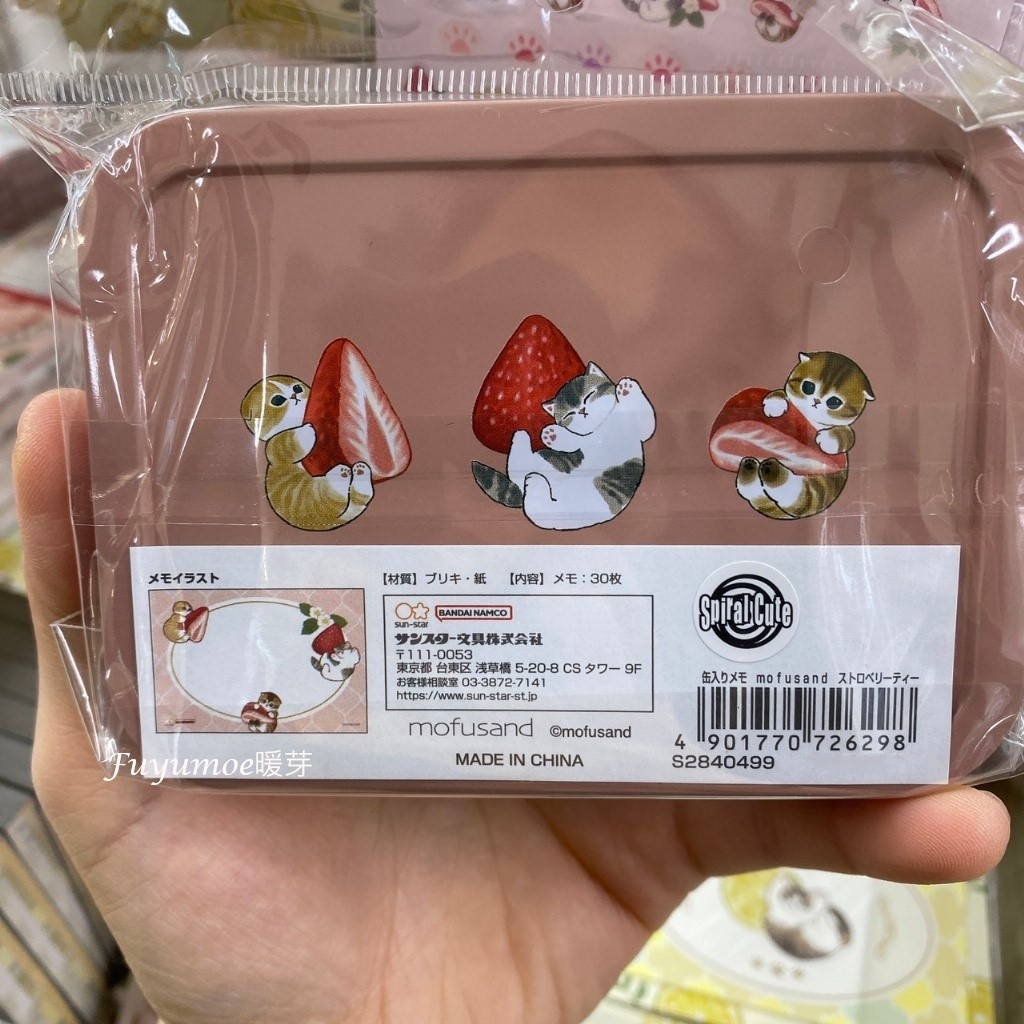 メモイラスト
【材質】ブリキ・紙 【内容】メモ：30枚
sun-star BANDAI NAMCO
サンスター文具株式会社
〒111-0053
東京都 台東区 浅草橋 5-20-8 CS タワー 9F
お客様相談室 03-3872-7141
https://www.sun-star-st.jp
mofusand ©mofusand
MADE IN CHINA
Spiral Cute
缶入りメモ mofusand ストロベリーティー
4 901770 726298
S2840499
Fuyumoe暖芽